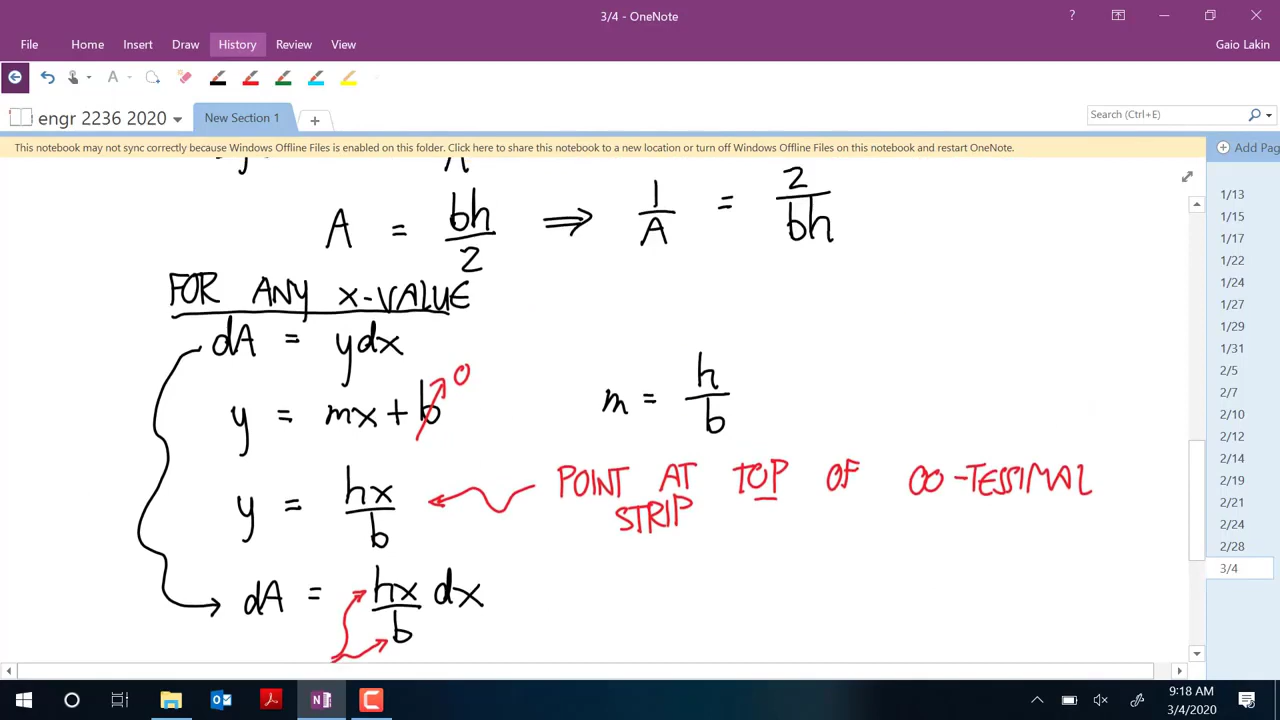 3/4 - OneNote
?
File Home Insert Draw History Review View
Gaio Lakin
engr 2236 2020
New Section 1
+
Search (Ctrl+E)
This notebook may not sync correctly because Windows Offline Files is enabled on this folder. Click here to share this notebook to a new location or turn off Windows Offline Files on this notebook and restart OneNote.
Add Pag
A = bh/2 ⇒ 1/A = 2/bh
FOR ANY X-VALUE
dA = ydx
y = mx + b 0
m = h/b
y = hx/b
POINT AT TOP OF ∞-TESSIMAL
STRIP
dA = hx/b dx
1/13
1/15
1/17
1/22
1/24
1/27
1/29
1/31
2/5
2/7
2/10
2/12
2/14
2/19
2/21
2/24
2/28
3/4
9:18 AM
3/4/2020